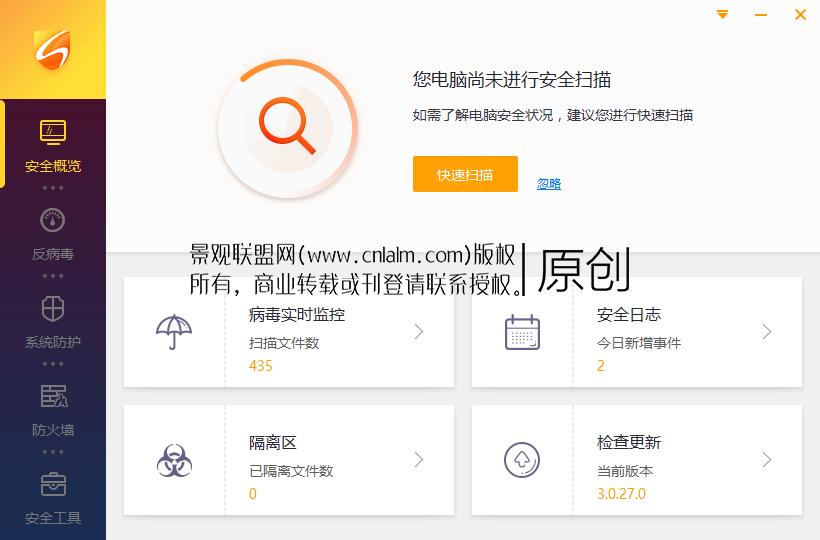 您电脑尚未进行安全扫描
如需了解电脑安全状况，建议您进行快速扫描
快速扫描
忽略
安全概览
反病毒
系统防护
防火墙
安全工具
景观联盟网(www.cnlalm.com)版权
所有，商业转载或刊登请联系授权。
原创
病毒实时监控
扫描文件数
435
安全日志
今日新增事件
2
隔离区
已隔离文件数
0
检查更新
当前版本
3.0.27.0